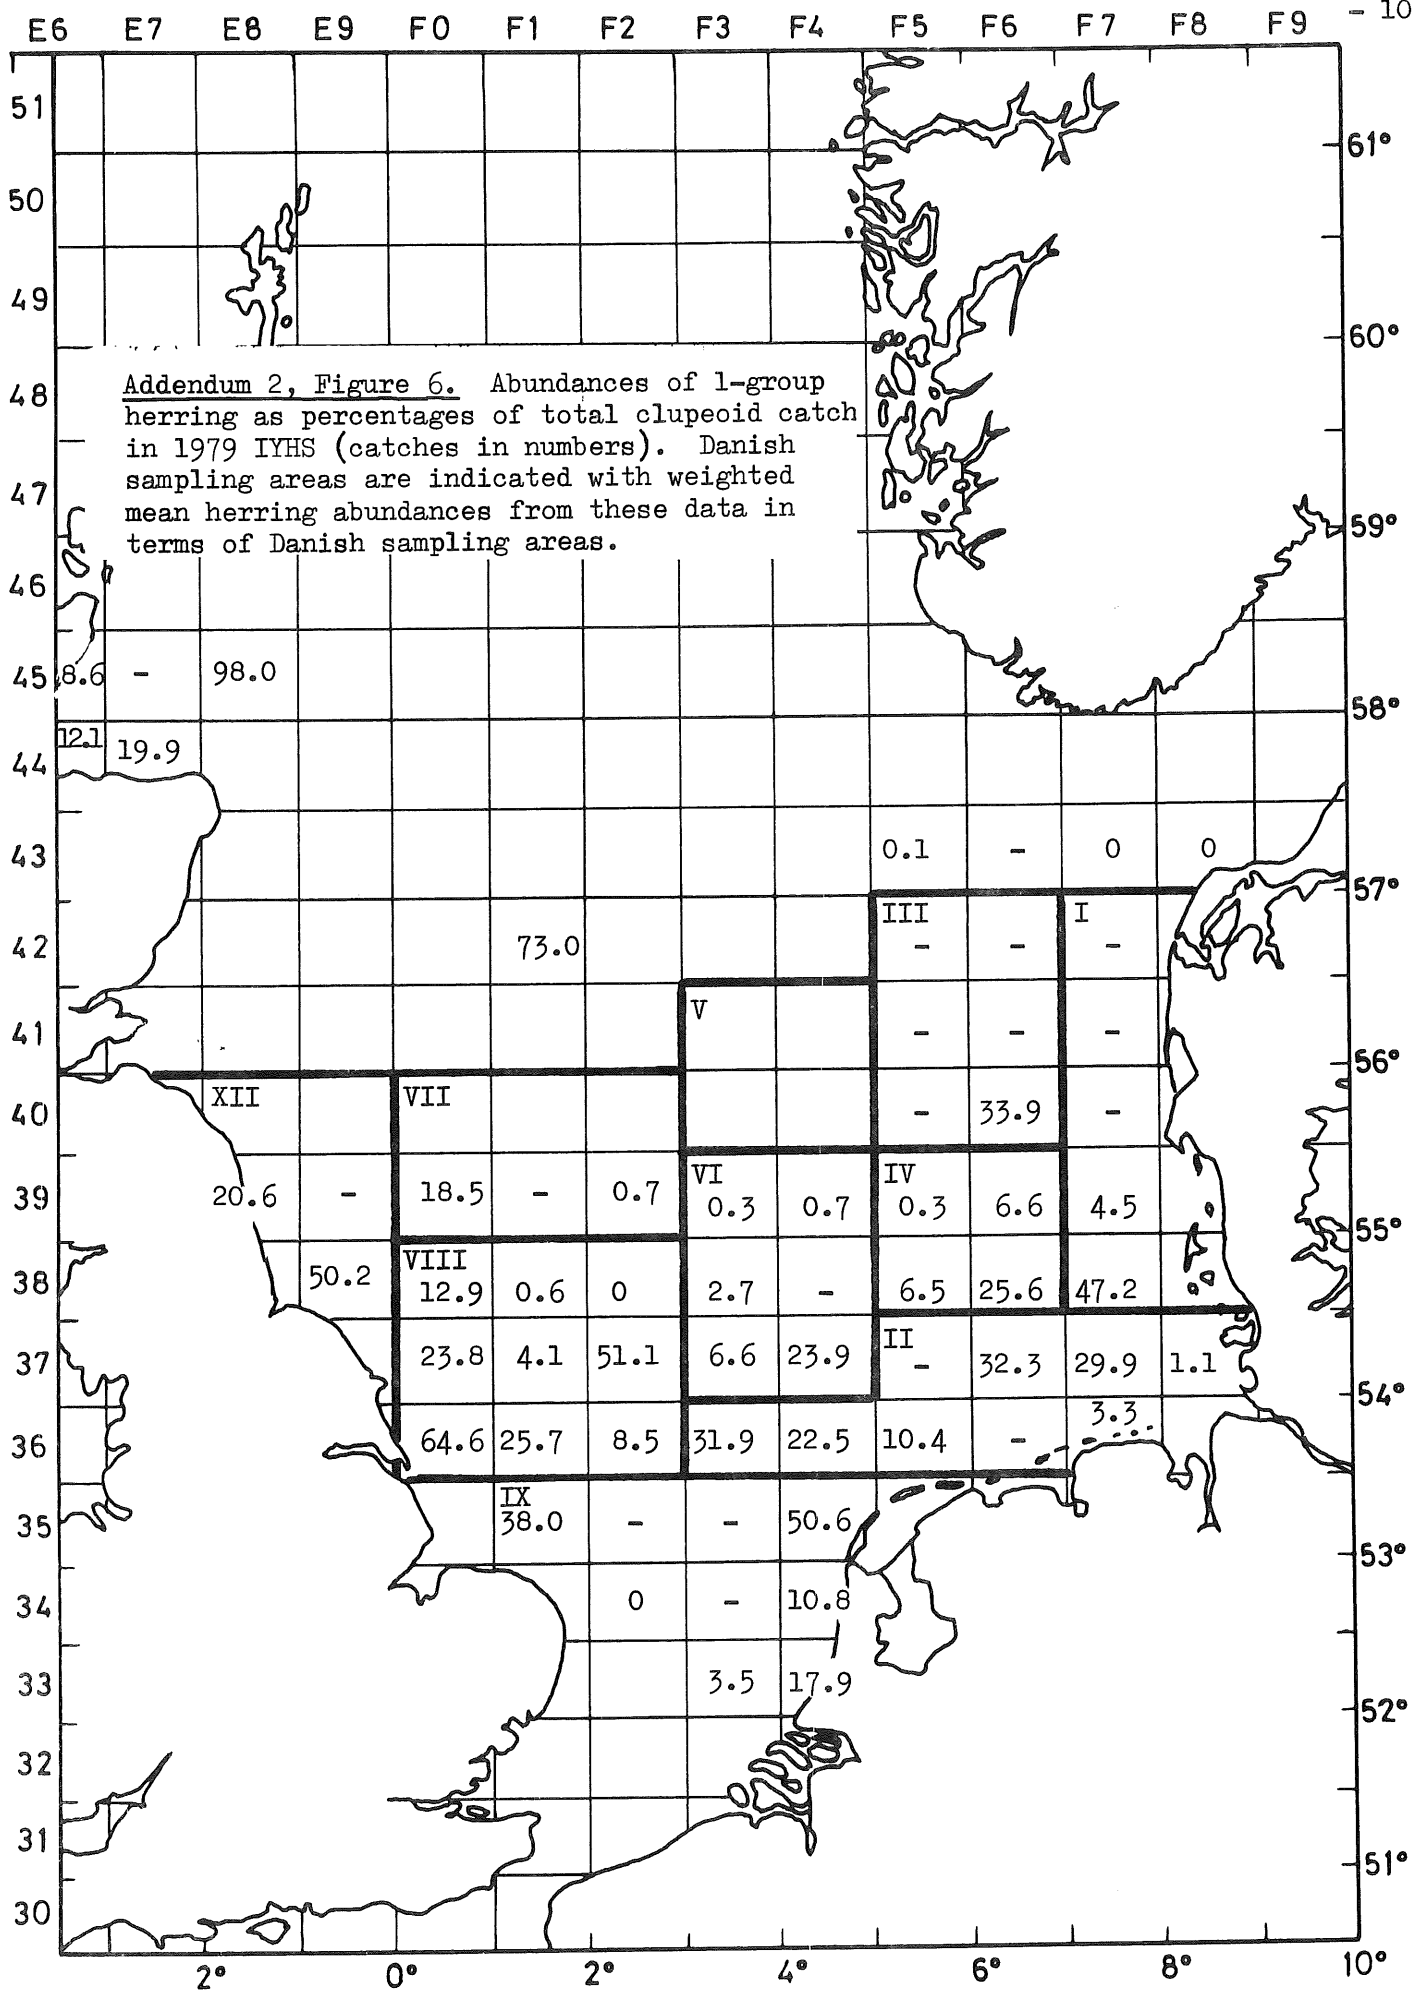 - 10
E6 E7 E8 E9 F0 F1 F2 F3 F4 F5 F6 F7 F8 F9
51
61°
50
49
60°
48
Addendum 2, Figure 6. Abundances of 1-group
herring as percentages of total clupeoid catch
in 1979 IYHS (catches in numbers). Danish
sampling areas are indicated with weighted
mean herring abundances from these data in
terms of Danish sampling areas.
47
59°
46
45 8.6 - 98.0
58°
12.1 19.9
44
43 0.1 - 0 0
57°
III I
42 73.0 - - -
V
41 - - -
56°
XII VII
40 - 33.9 -
VI IV
39 20.6 - 18.5 - 0.7 0.3 0.7 0.3 6.6 4.5
55°
VIII
38 50.2 12.9 0.6 0 2.7 - 6.5 25.6 47.2
II
37 23.8 4.1 51.1 6.6 23.9 - 32.3 29.9 1.1
54°
3.3
36 64.6 25.7 8.5 31.9 22.5 10.4 -
IX
35 38.0 - - 50.6
53°
34 0 - 10.8
33 3.5 17.9
52°
32
31
51°
30
2° 0° 2° 4° 6° 8° 10°